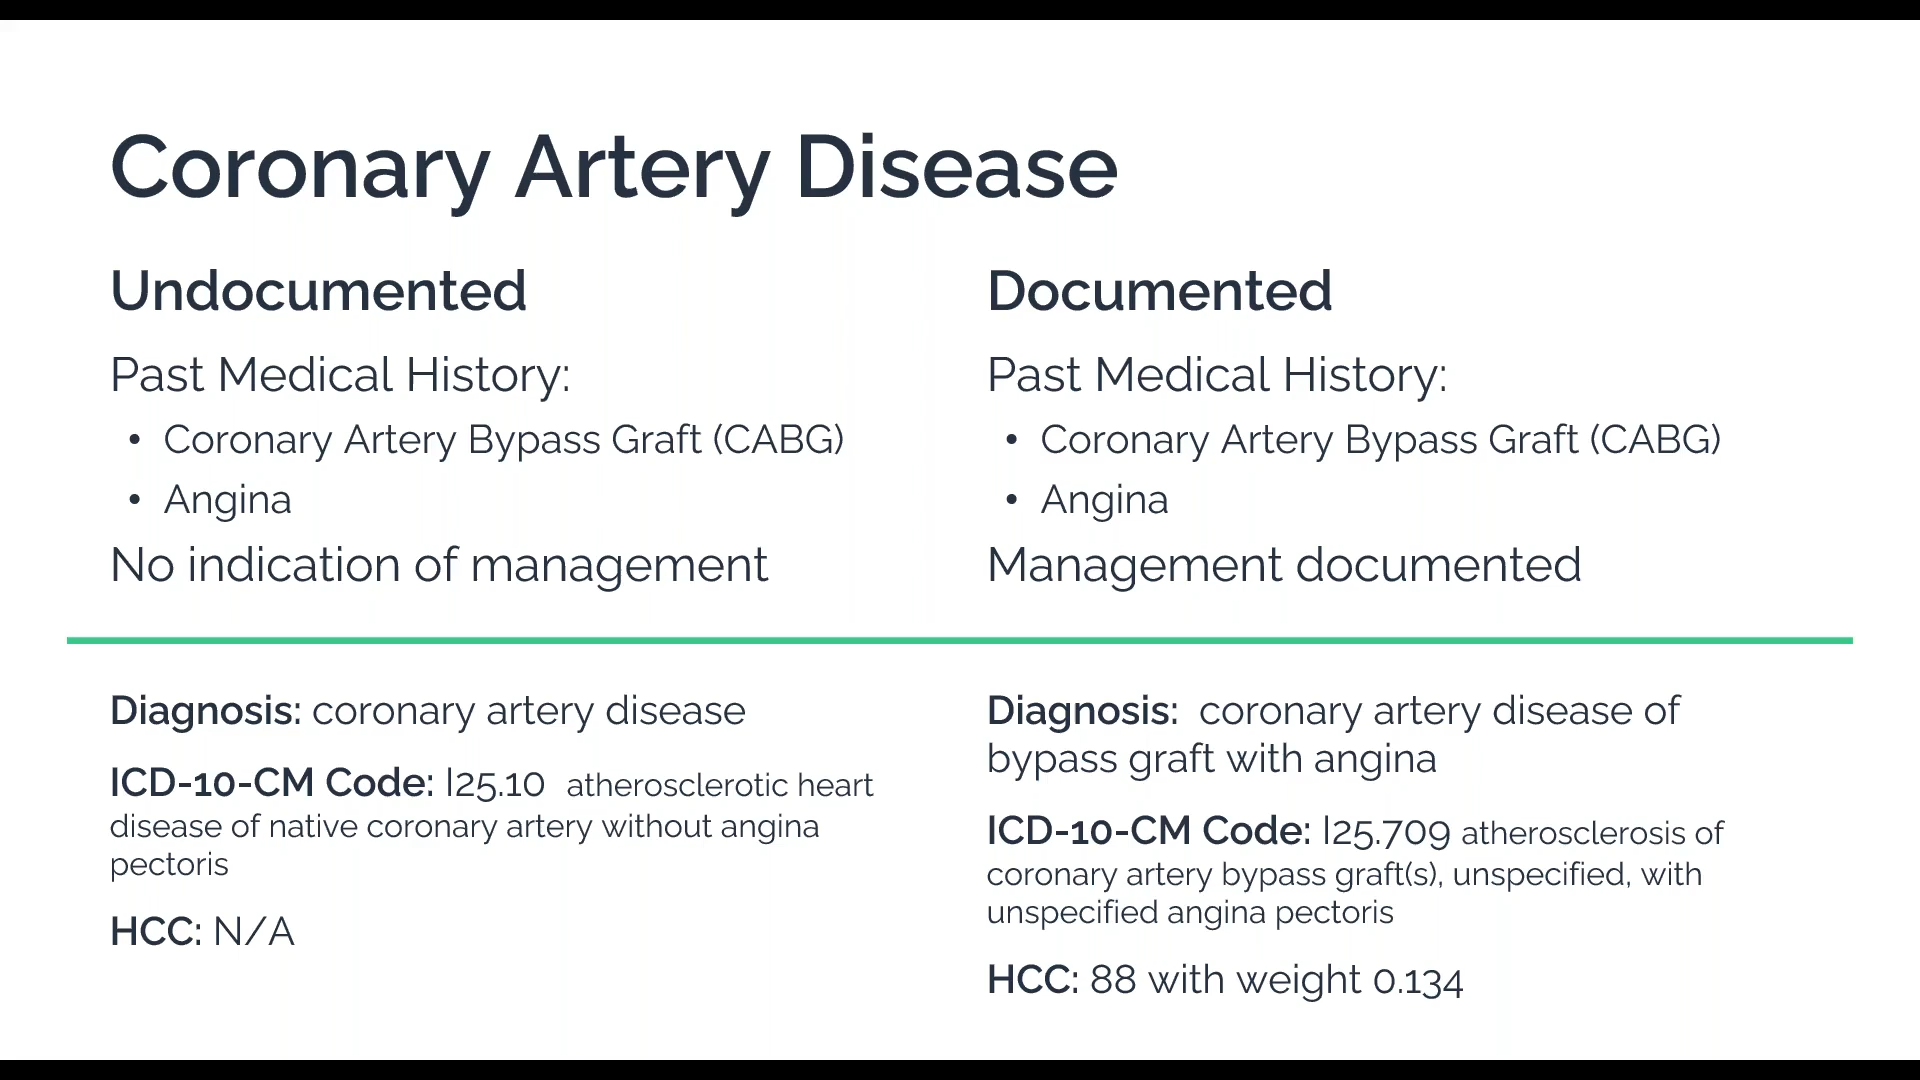 Coronary Artery Disease
Undocumented
Past Medical History:
• Coronary Artery Bypass Graft (CABG)
• Angina
No indication of management
Documented
Past Medical History:
• Coronary Artery Bypass Graft (CABG)
• Angina
Management documented
Diagnosis: coronary artery disease
ICD-10-CM Code: I25.10 atherosclerotic heart
disease of native coronary artery without angina
pectoris
HCC: N/A
Diagnosis: coronary artery disease of
bypass graft with angina
ICD-10-CM Code: I25.709 atherosclerosis of
coronary artery bypass graft(s), unspecified, with
unspecified angina pectoris
HCC: 88 with weight 0.134